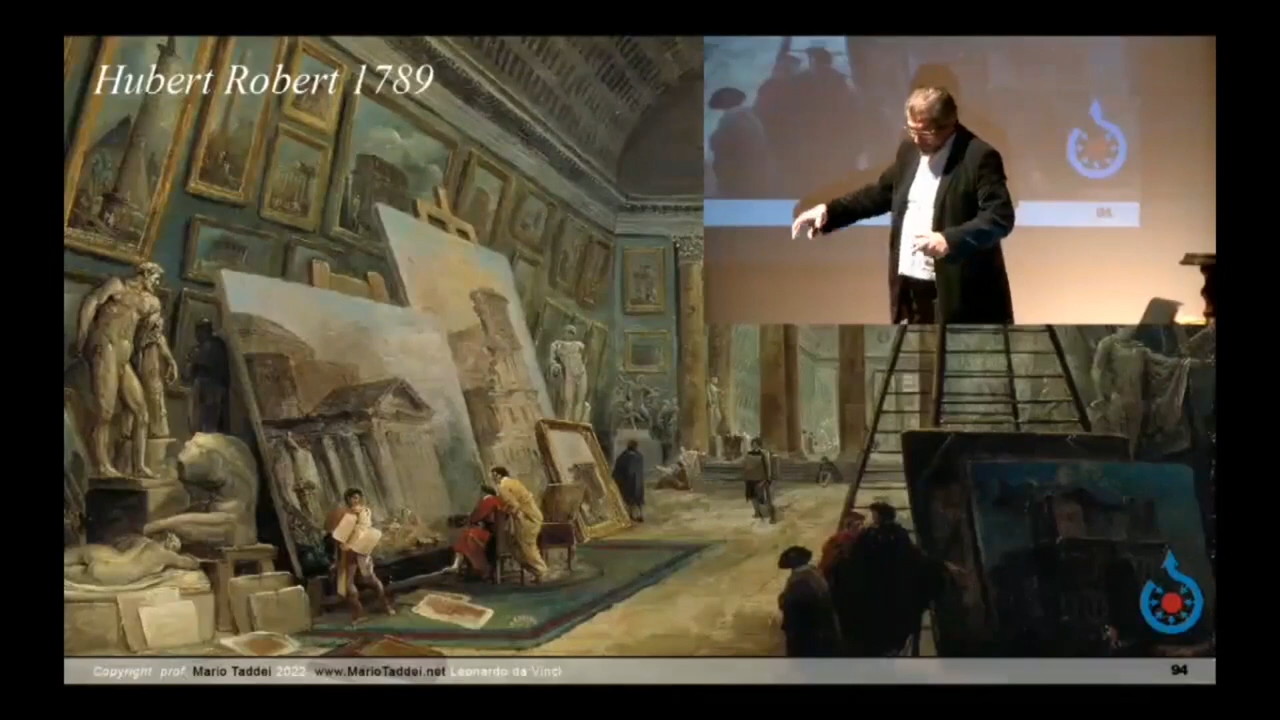 Hubert Robert 1789
Copyright prof. Mario Taddei 2022 www.MarioTaddei.net Leonardo da Vinci
94